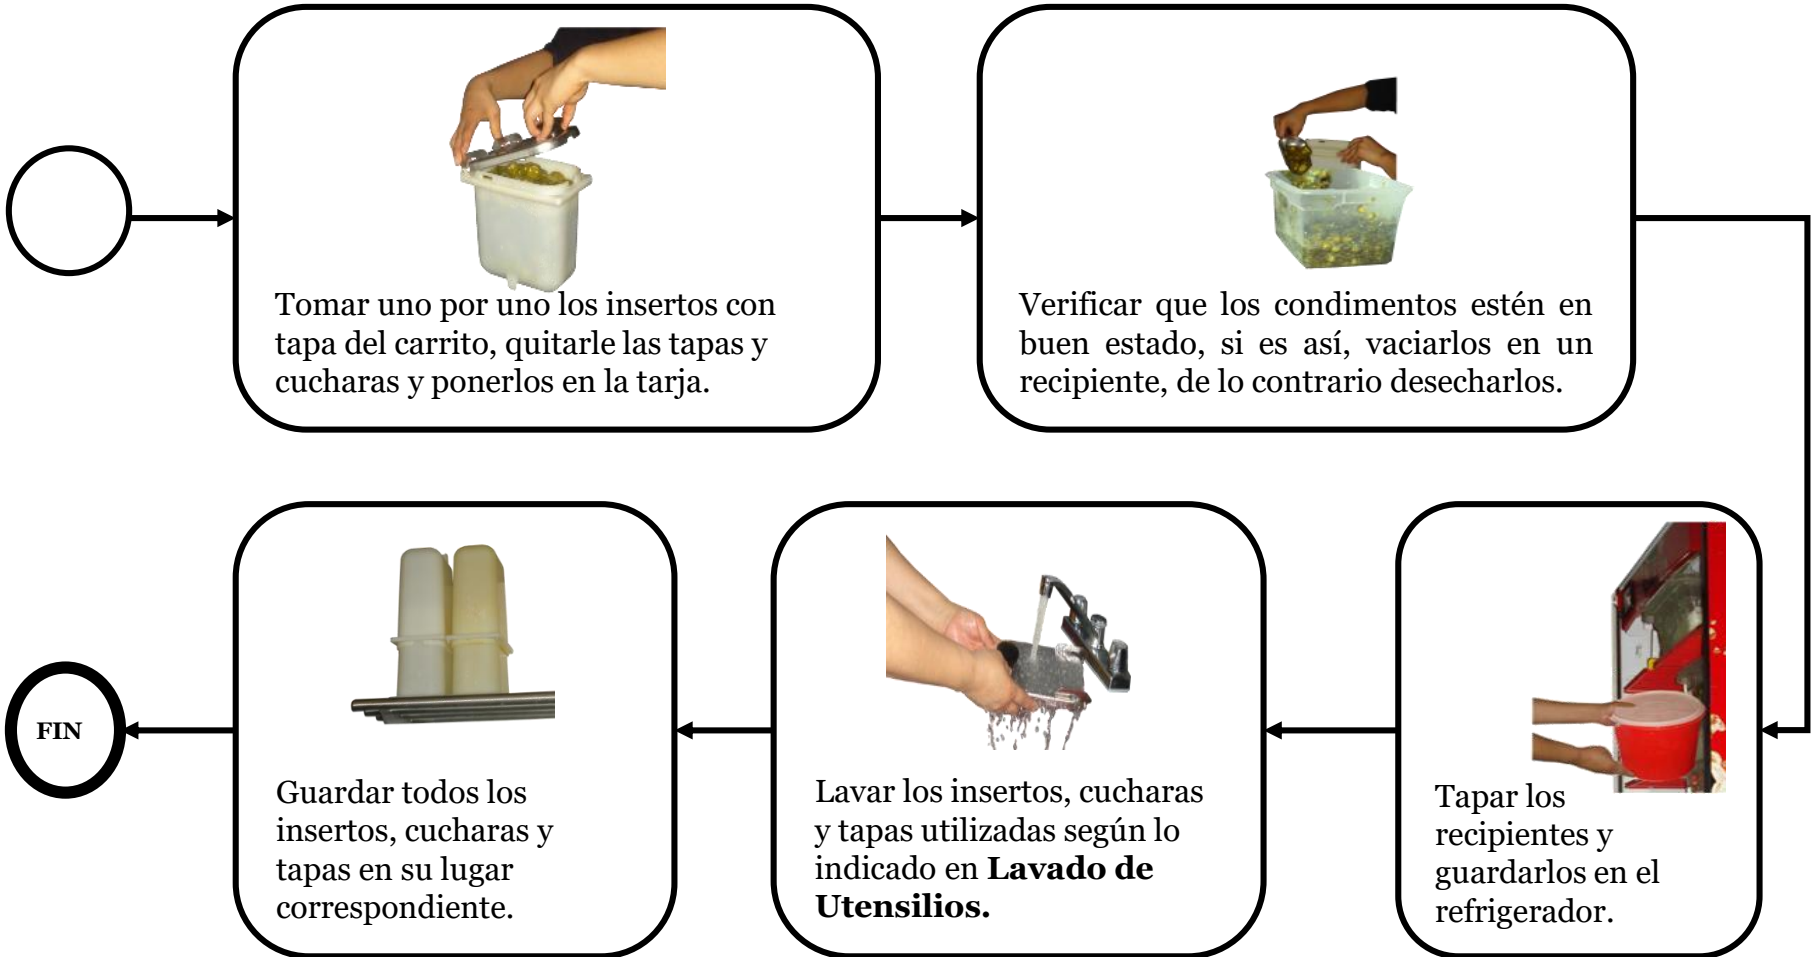 Tomar uno por uno los insertos con
tapa del carrito, quitarle las tapas y
cucharas y ponerlos en la tarja.
Verificar que los condimentos estén en
buen estado, si es así, vaciarlos en un
recipiente, de lo contrario desecharlos.
Tapar los
recipientes y
guardarlos en el
refrigerador.
Lavar los insertos, cucharas
y tapas utilizadas según lo
indicado en Lavado de
Utensilios.
Guardar todos los
insertos, cucharas y
tapas en su lugar
correspondiente.
FIN